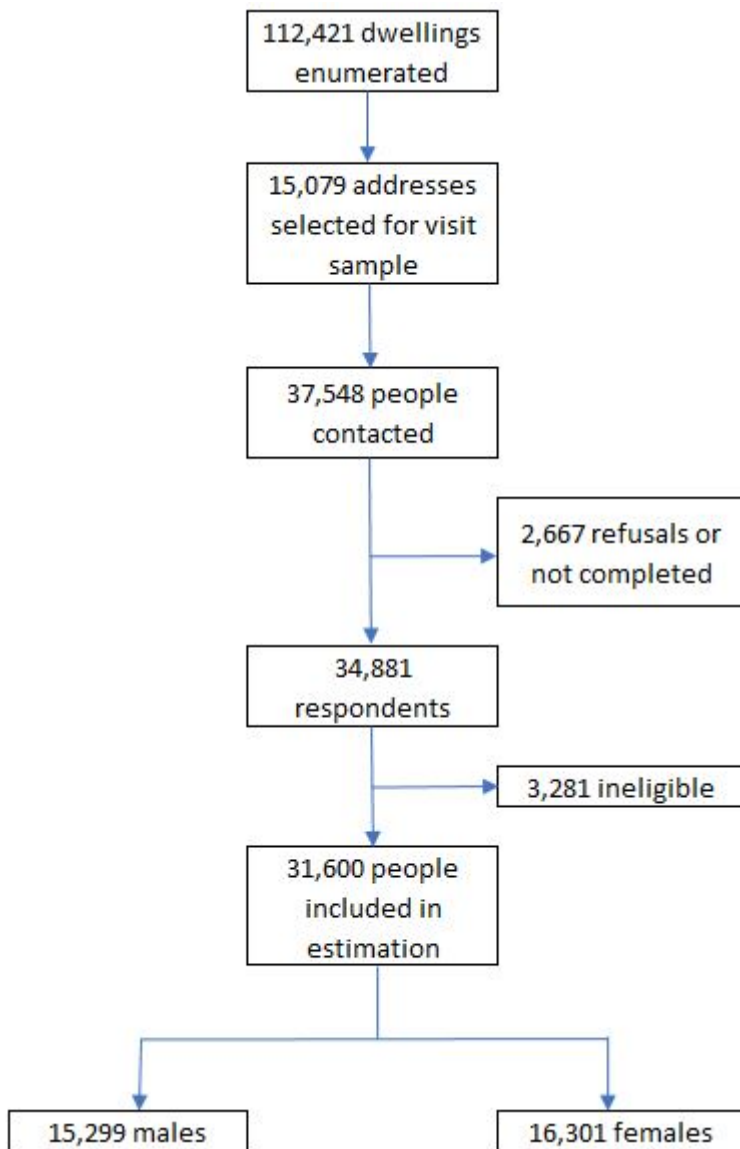 112,421 dwellings
enumerated
15,079 addresses
selected for visit
sample
37,548 people
contacted
2,667 refusals or
not completed
34,881
respondents
3,281 ineligible
31,600 people
included in
estimation
15,299 males
16,301 females